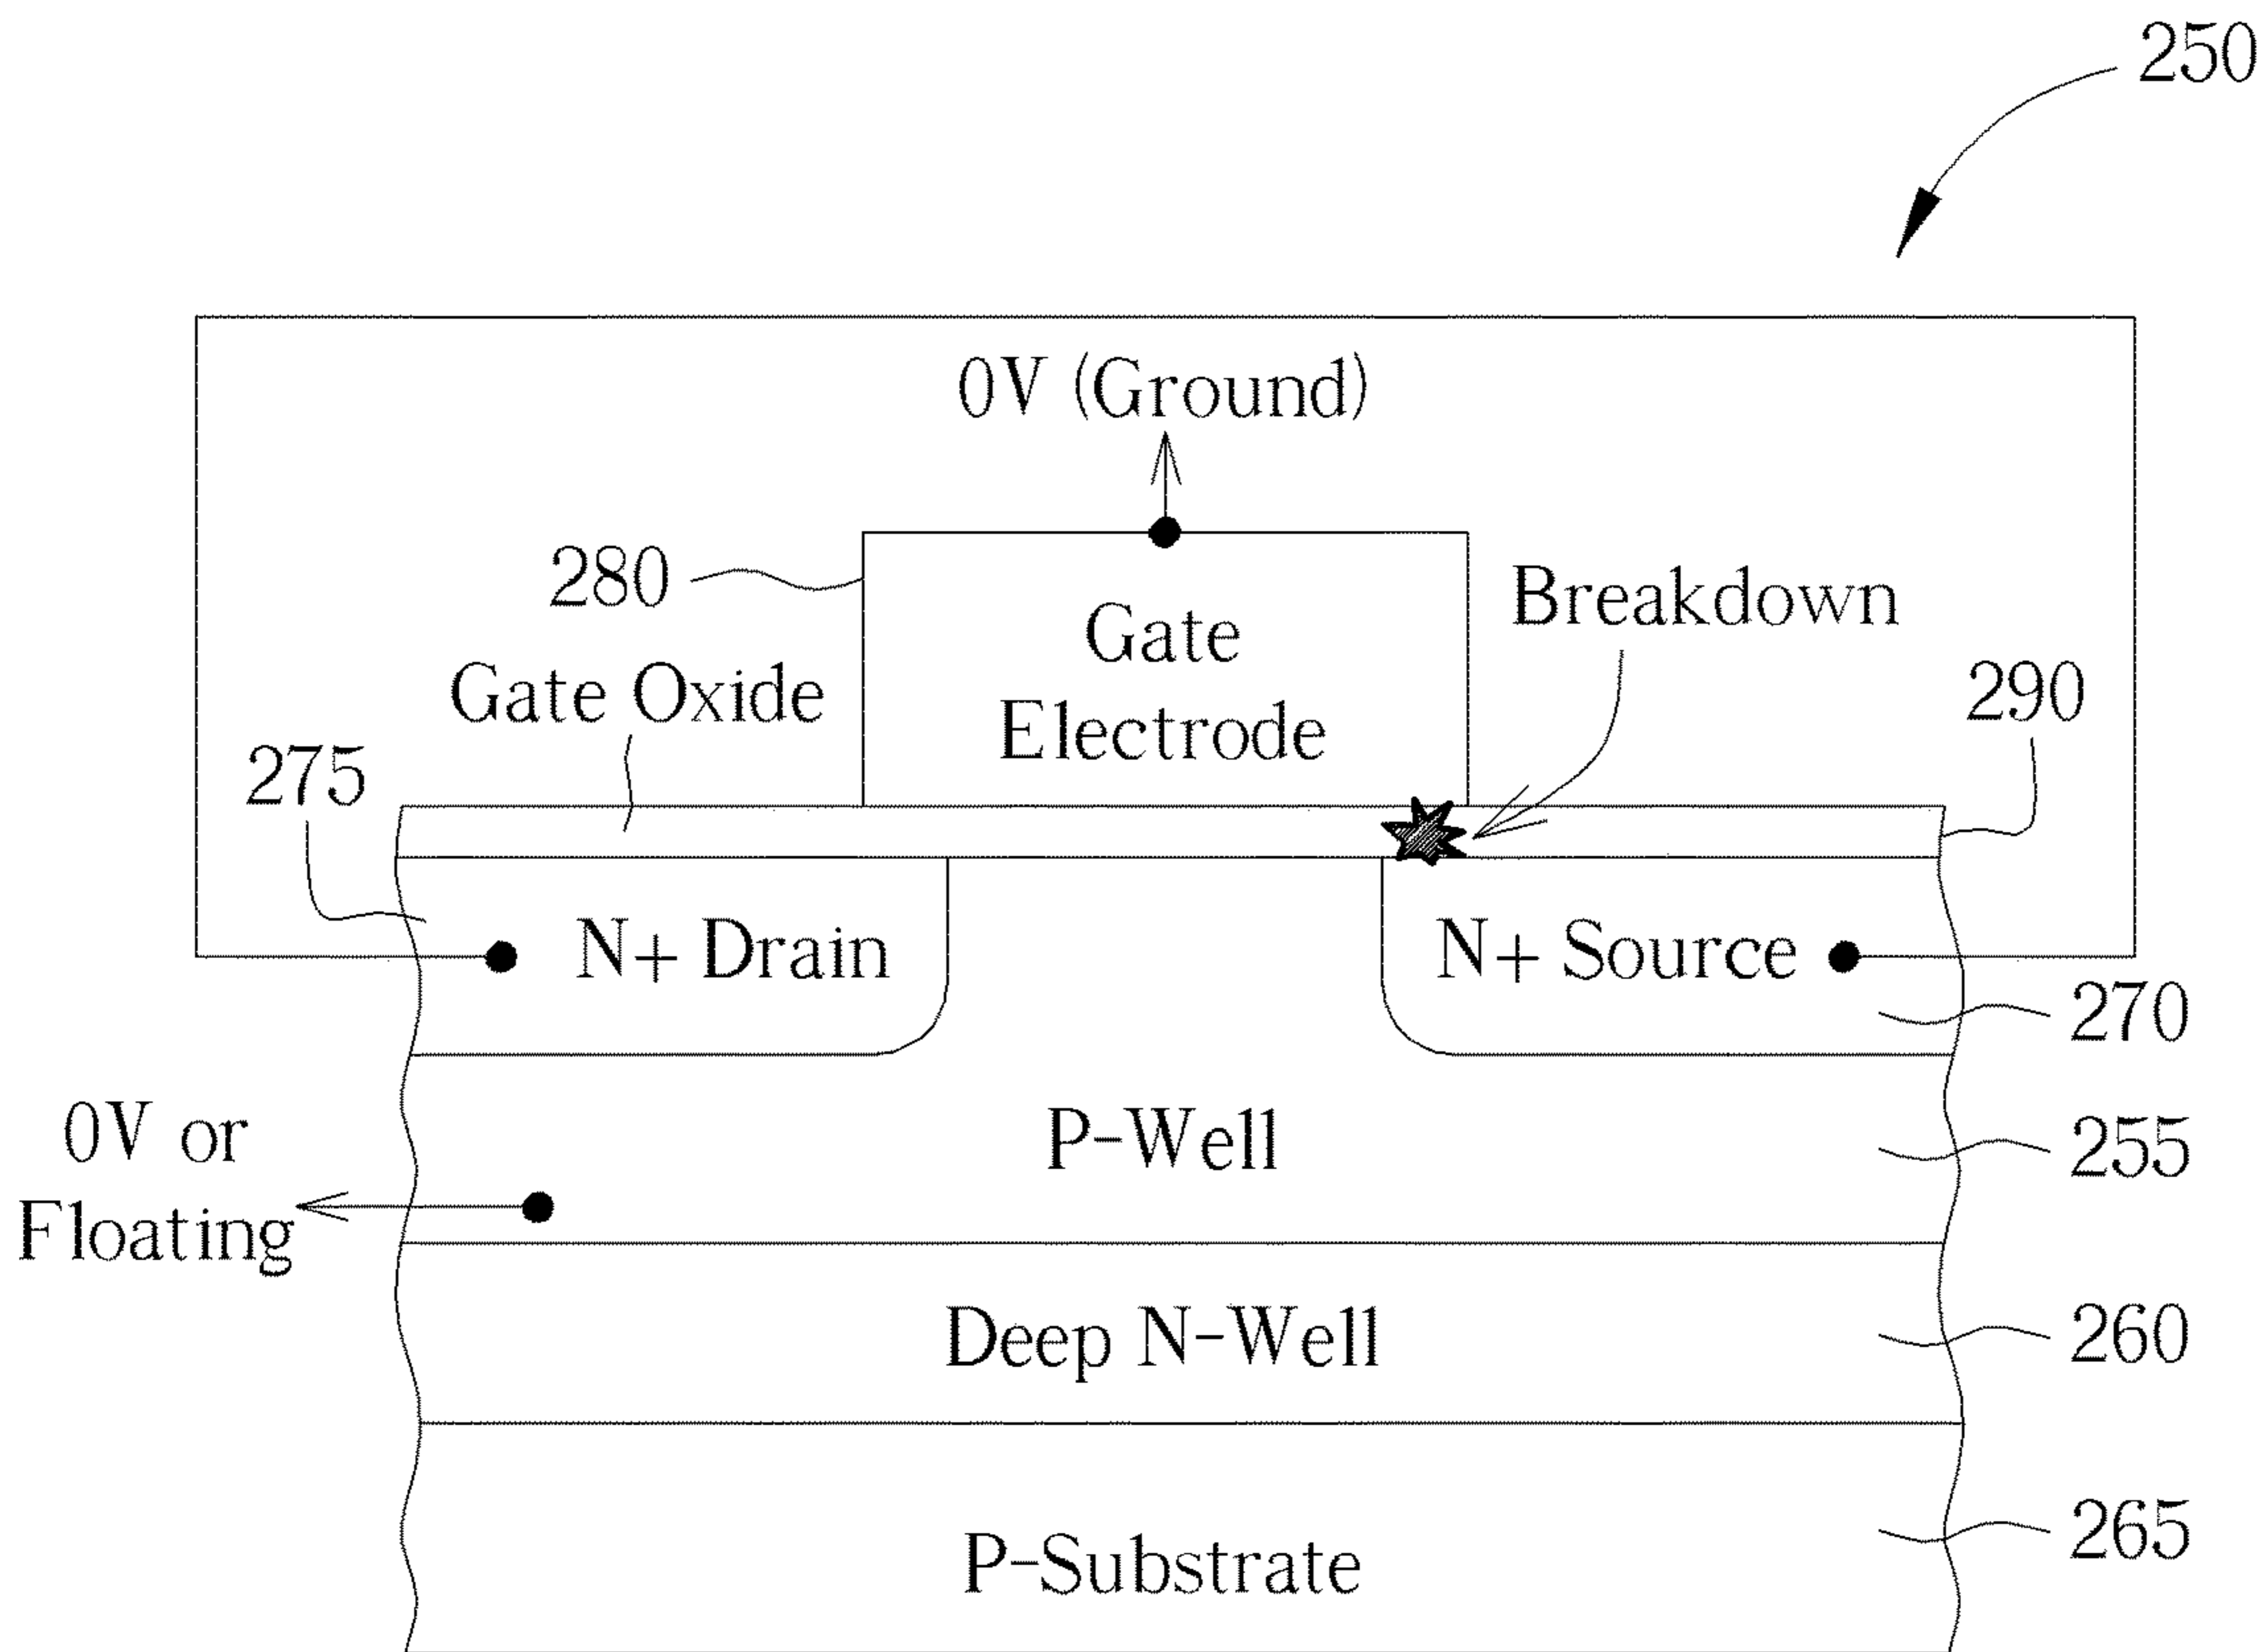 250
0V (Ground)
280
Gate
Electrode
Breakdown
Gate Oxide
290
275
N+ Drain
N+ Source
270
0V or
Floating
P-Well
255
Deep N-Well
260
P-Substrate
265